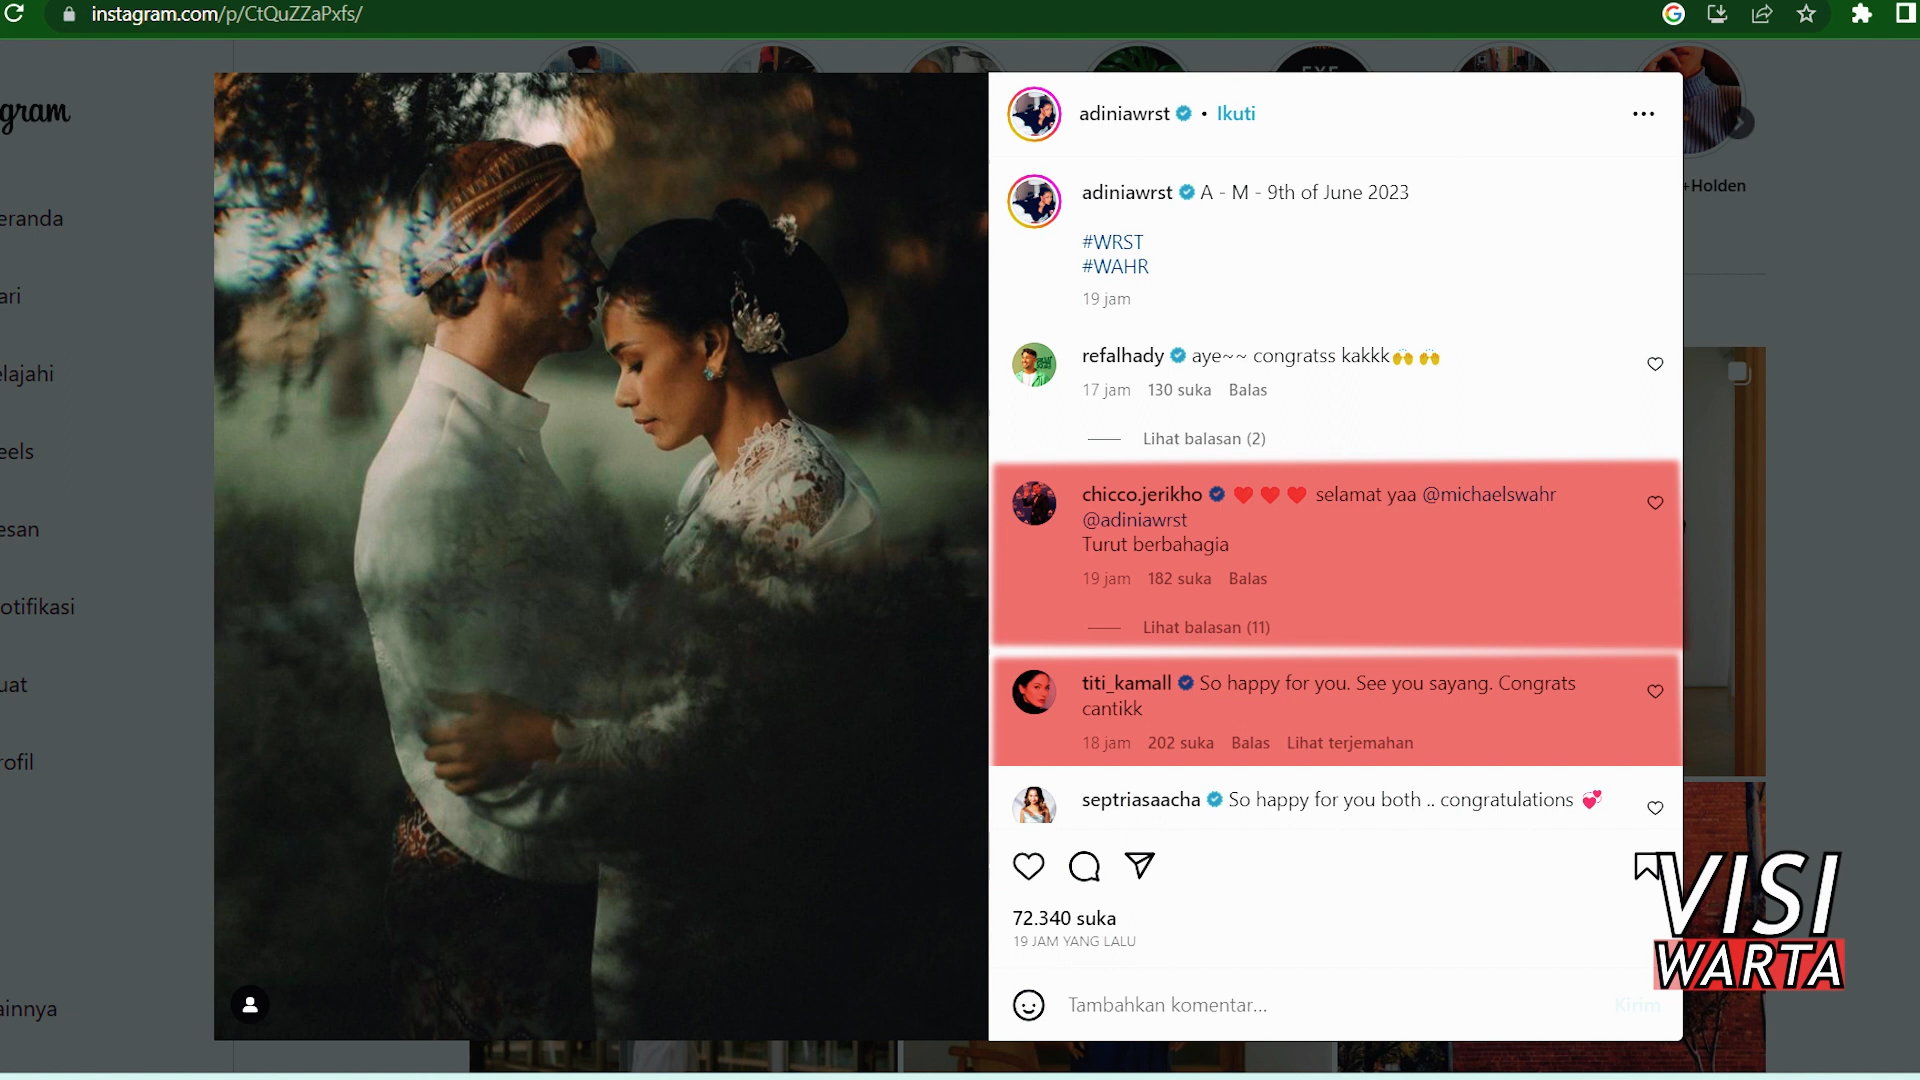 instagram.com/p/CtQuZZaPxfs/
gram
eranda
ari
elajahi
eels
esan
otifikasi
uat
rofil
ainnya
+Holden
adiniawrst • Ikuti
adiniawrst A - M - 9th of June 2023
#WRST
#WAHR
19 jam
refalhady aye~~ congratss kakkk🙌 🙌
17 jam 130 suka Balas
Lihat balasan (2)
chicco.jerikho ❤️ ❤️ ❤️ selamat yaa @michaelswahr
@adiniawrst
Turut berbahagia
19 jam 182 suka Balas
Lihat balasan (11)
titi_kamall So happy for you. See you sayang. Congrats
cantikk
18 jam 202 suka Balas Lihat terjemahan
septriasaacha So happy for you both .. congratulations 💞
72.340 suka
19 JAM YANG LALU
Tambahkan komentar...
Kirim
VISI
WARTA